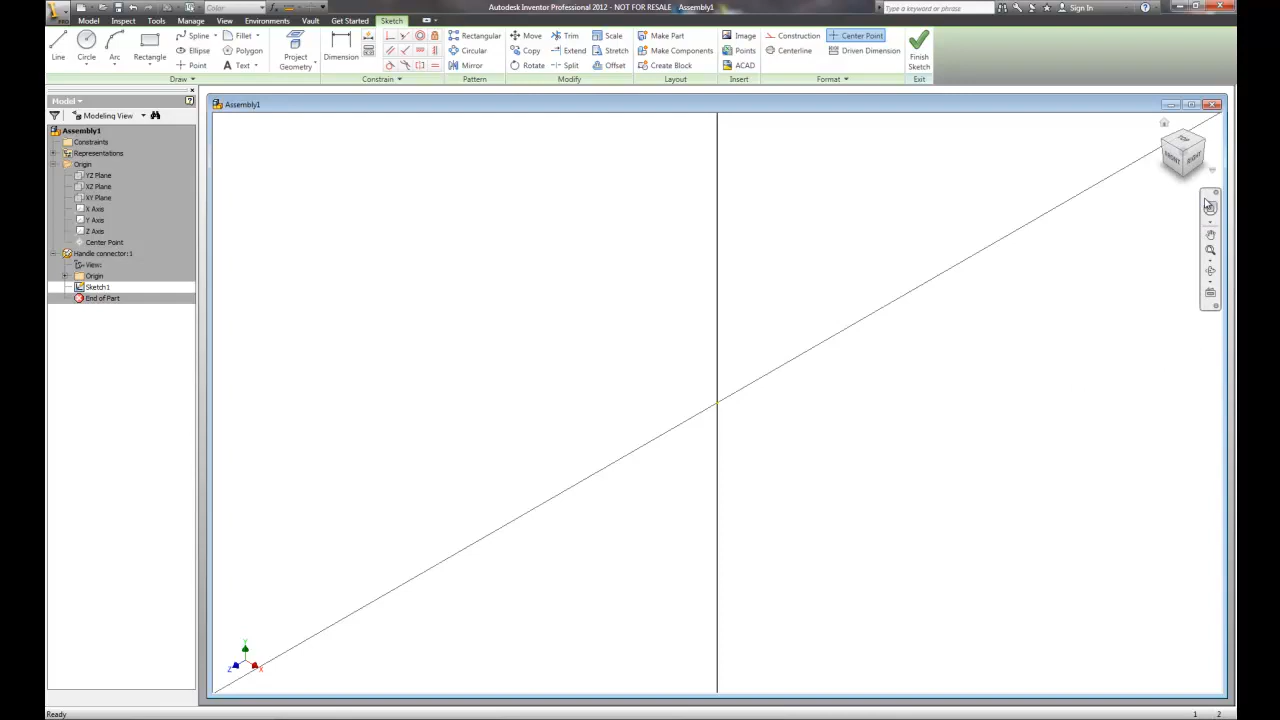 Color
Autodesk Inventor Professional 2012 - NOT FOR RESALE Assembly1
Type a keyword or phrase
Sign In
PRO
Model Inspect Tools Manage View Environments Vault Get Started Sketch
Line
Circle
Arc
Rectangle
Spline
Ellipse
Point
Fillet
Polygon
Text
Project
Geometry
Dimension
Rectangular
Circular
Mirror
Move
Copy
Rotate
Trim
Extend
Split
Scale
Stretch
Offset
Make Part
Make Components
Create Block
Image
Points
ACAD
Construction
Centerline
Center Point
Driven Dimension
Finish
Sketch
Draw Constrain Pattern Modify Layout Insert Format Exit
Model
Modeling View
Assembly1
Constraints
Representations
Origin
YZ Plane
XZ Plane
XY Plane
X Axis
Y Axis
Z Axis
Center Point
Handle connector:1
View:
Origin
Sketch1
End of Part
Assembly1
TOP
FRONT
RIGHT
Y
Z
X
Ready
1 2